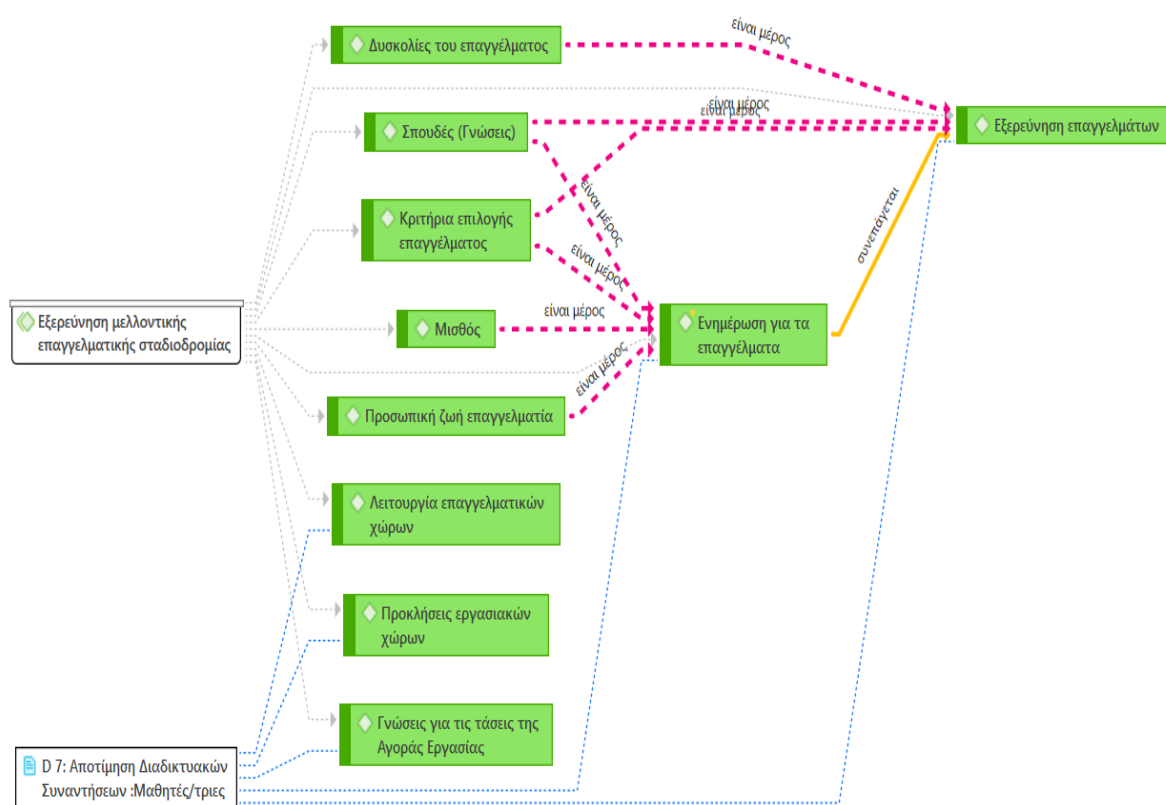 Δυσκολίες του επαγγέλματος
είναι μέρος
Σπουδές (Γνώσεις)
είναι μέρος
είναι μέρος
Εξερεύνηση επαγγελμάτων
είναι μέρος
Κριτήρια επιλογής
επαγγέλματος
είναι μέρος
συνεπάγεται
Εξερεύνηση μελλοντικής
επαγγελματικής σταδιοδρομίας
Μισθός
είναι μέρος
Ενημέρωση για τα
επαγγέλματα
είναι μέρος
Προσωπική ζωή επαγγελματία
Λειτουργία επαγγελματικών
χώρων
Προκλήσεις εργασιακών
χώρων
Γνώσεις για τις τάσεις της
Αγοράς Εργασίας
D 7: Αποτίμηση Διαδικτυακών
Συναντήσεων :Μαθητές/τριες